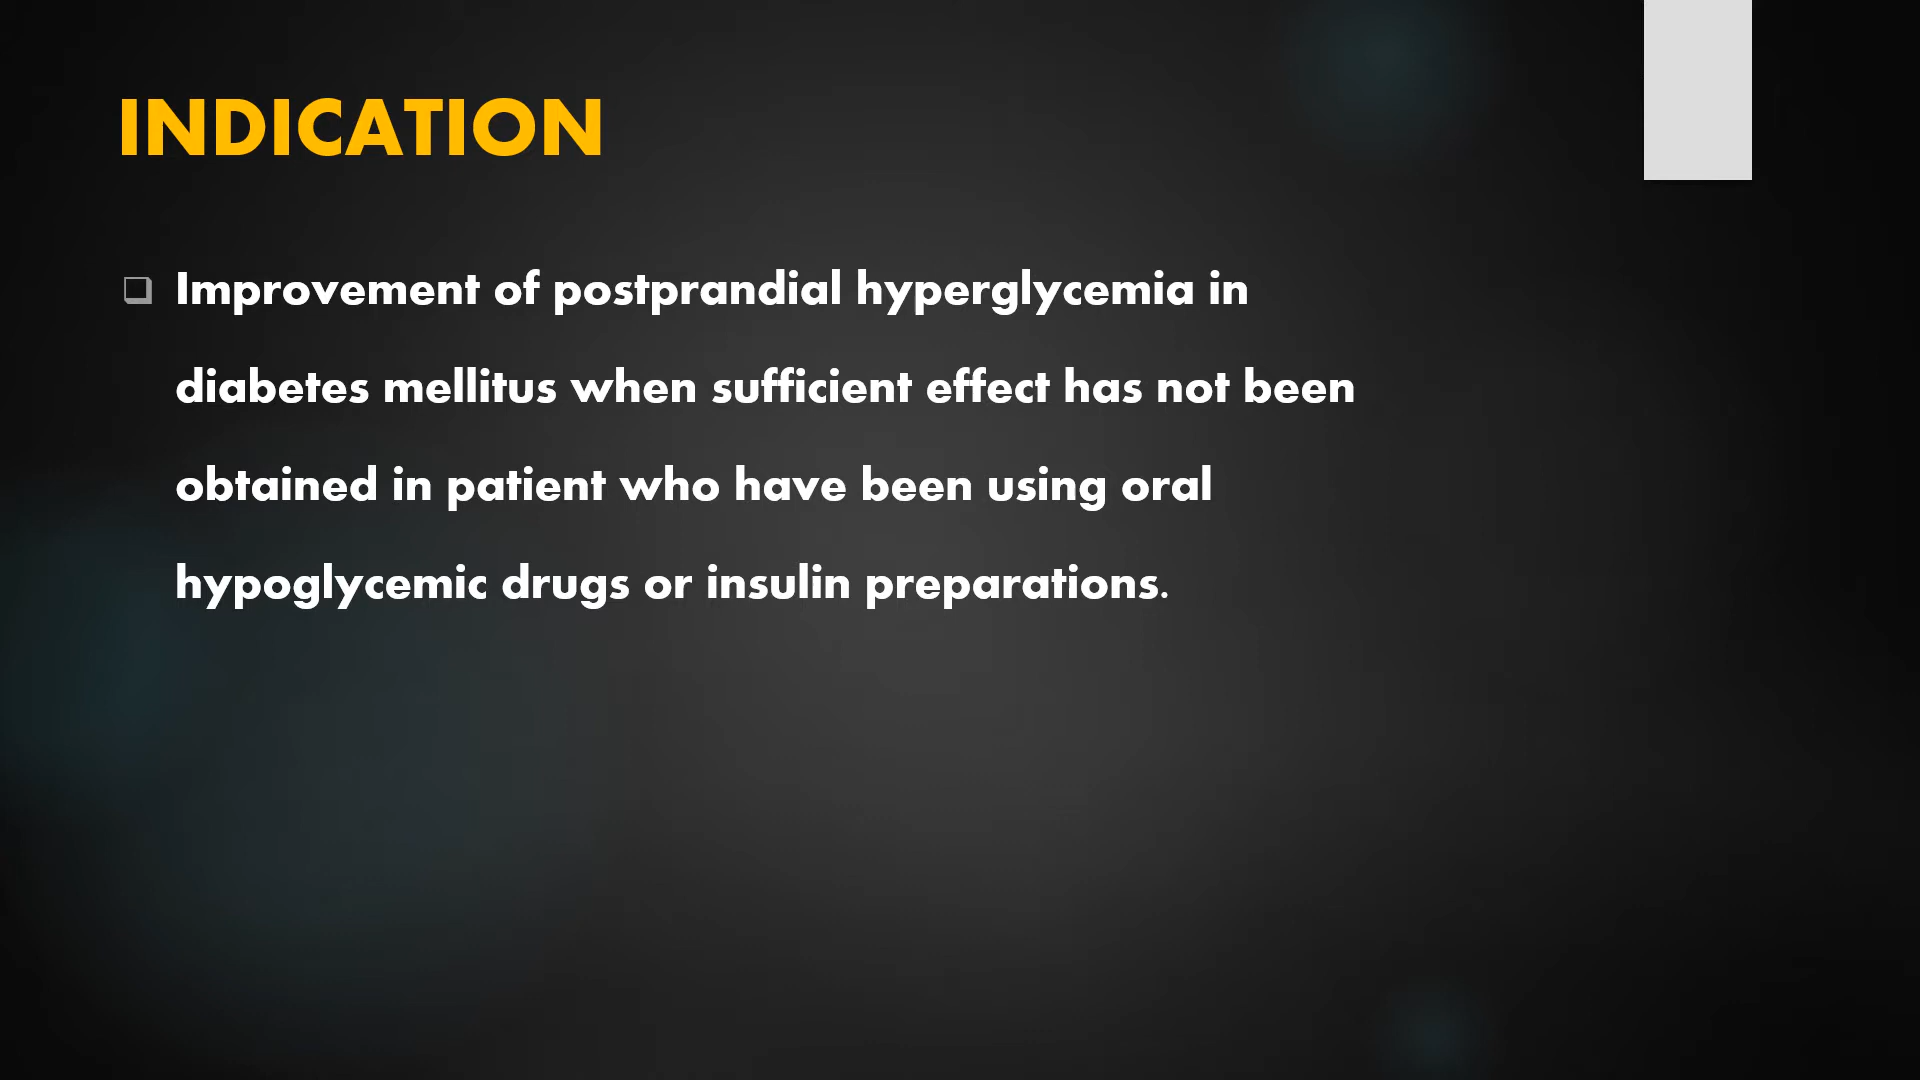 INDICATION
Improvement of postprandial hyperglycemia in
diabetes mellitus when sufficient effect has not been
obtained in patient who have been using oral
hypoglycemic drugs or insulin preparations.